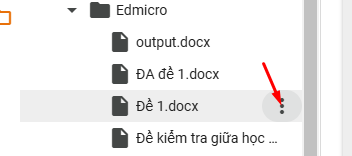 Edmicro
output.docx
ĐA đề 1.docx
Đề 1.docx
Đề kiểm tra giữa học ...